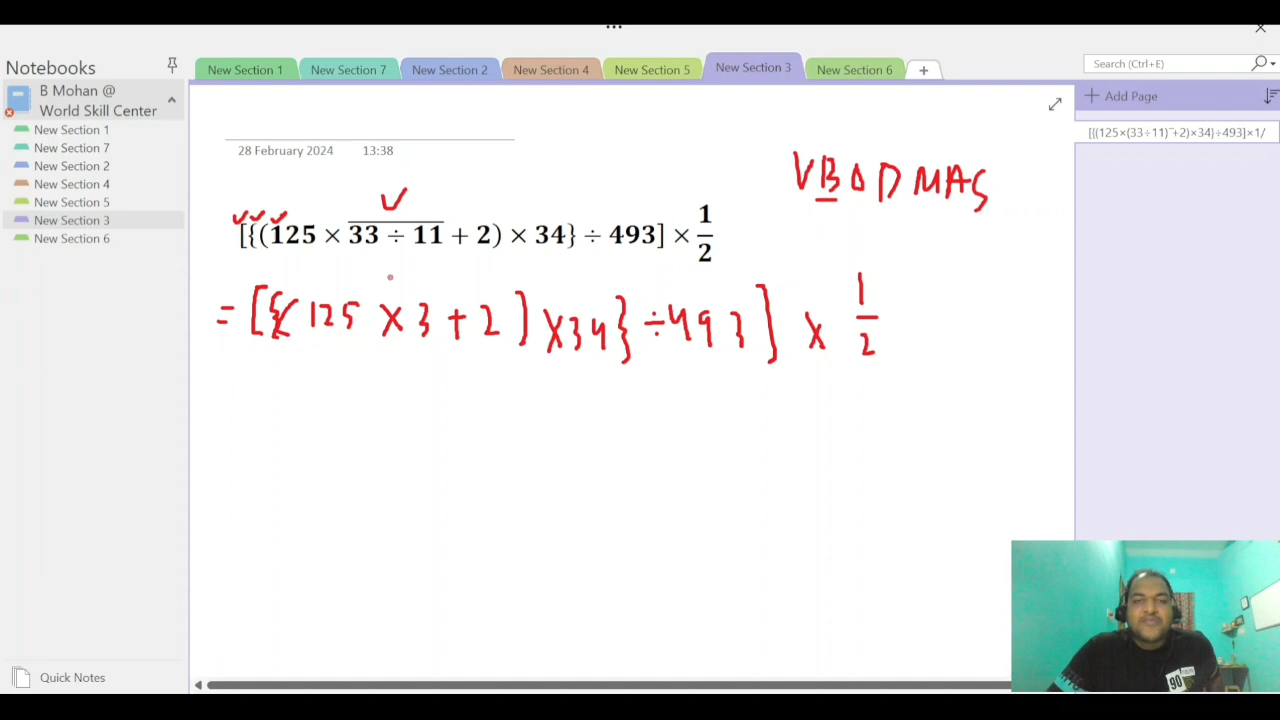 Notebooks
B Mohan @
World Skill Center
New Section 1
New Section 7
New Section 2
New Section 4
New Section 5
New Section 3
New Section 6
Quick Notes
New Section 1 New Section 7 New Section 2 New Section 4 New Section 5 New Section 3 New Section 6 +
Search (Ctrl+E)
+ Add Page
[{(125×(33÷11)¯+2)×34}÷493]×1/
28 February 2024 13:38
VBODMAS
[{(125 × 33 ÷ 11 + 2) × 34} ÷ 493] × 1/2
= [{(125 × 3 + 2) × 34} ÷ 493] × 1/2
90